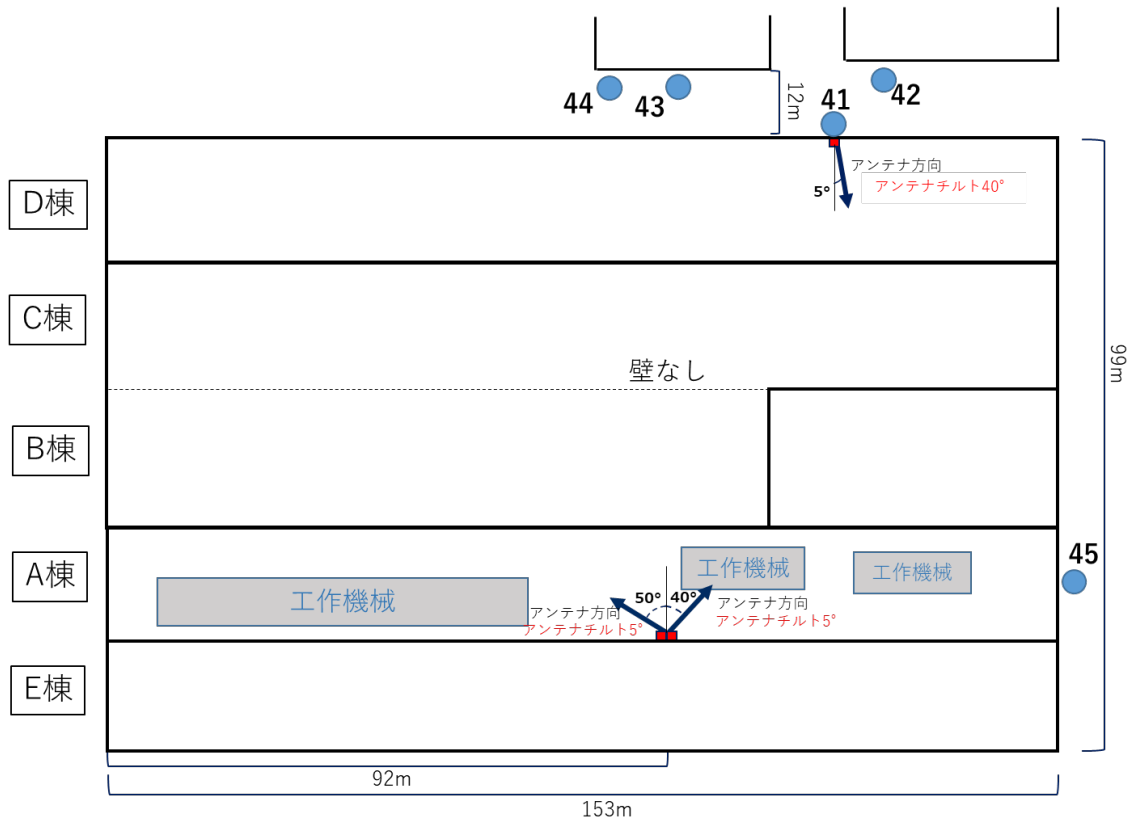 44
43
12m
41
42
アンテナ方向
アンテナチルト40°
5°
D棟
C棟
壁なし
99m
B棟
45
A棟
工作機械
工作機械
工作機械
50°
40°
アンテナ方向
アンテナチルト5°
アンテナ方向
アンテナチルト5°
E棟
92m
153m